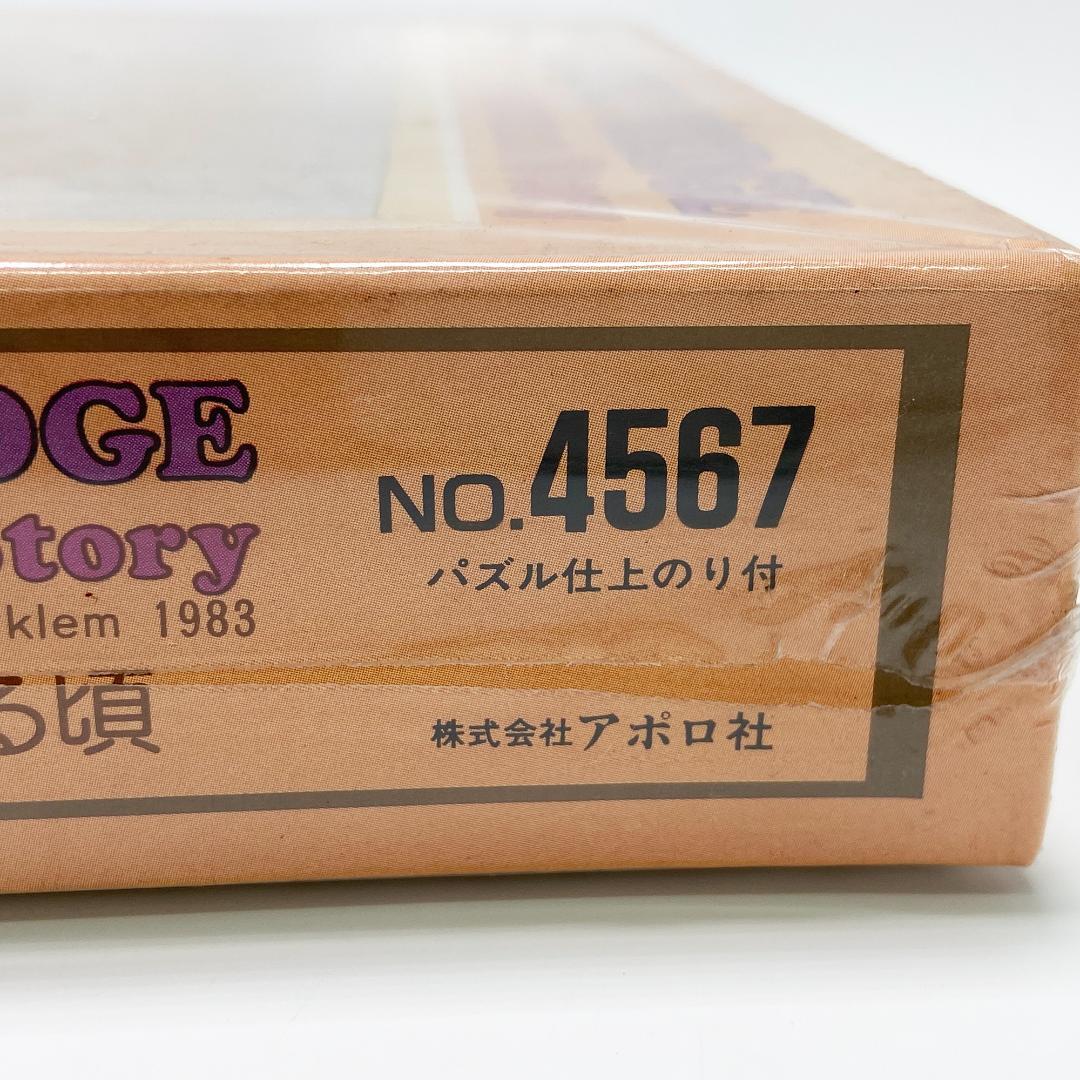 OGE
story
klem 1983
る頃
NO.4567
パズル仕上のり付
株式会社アポロ社